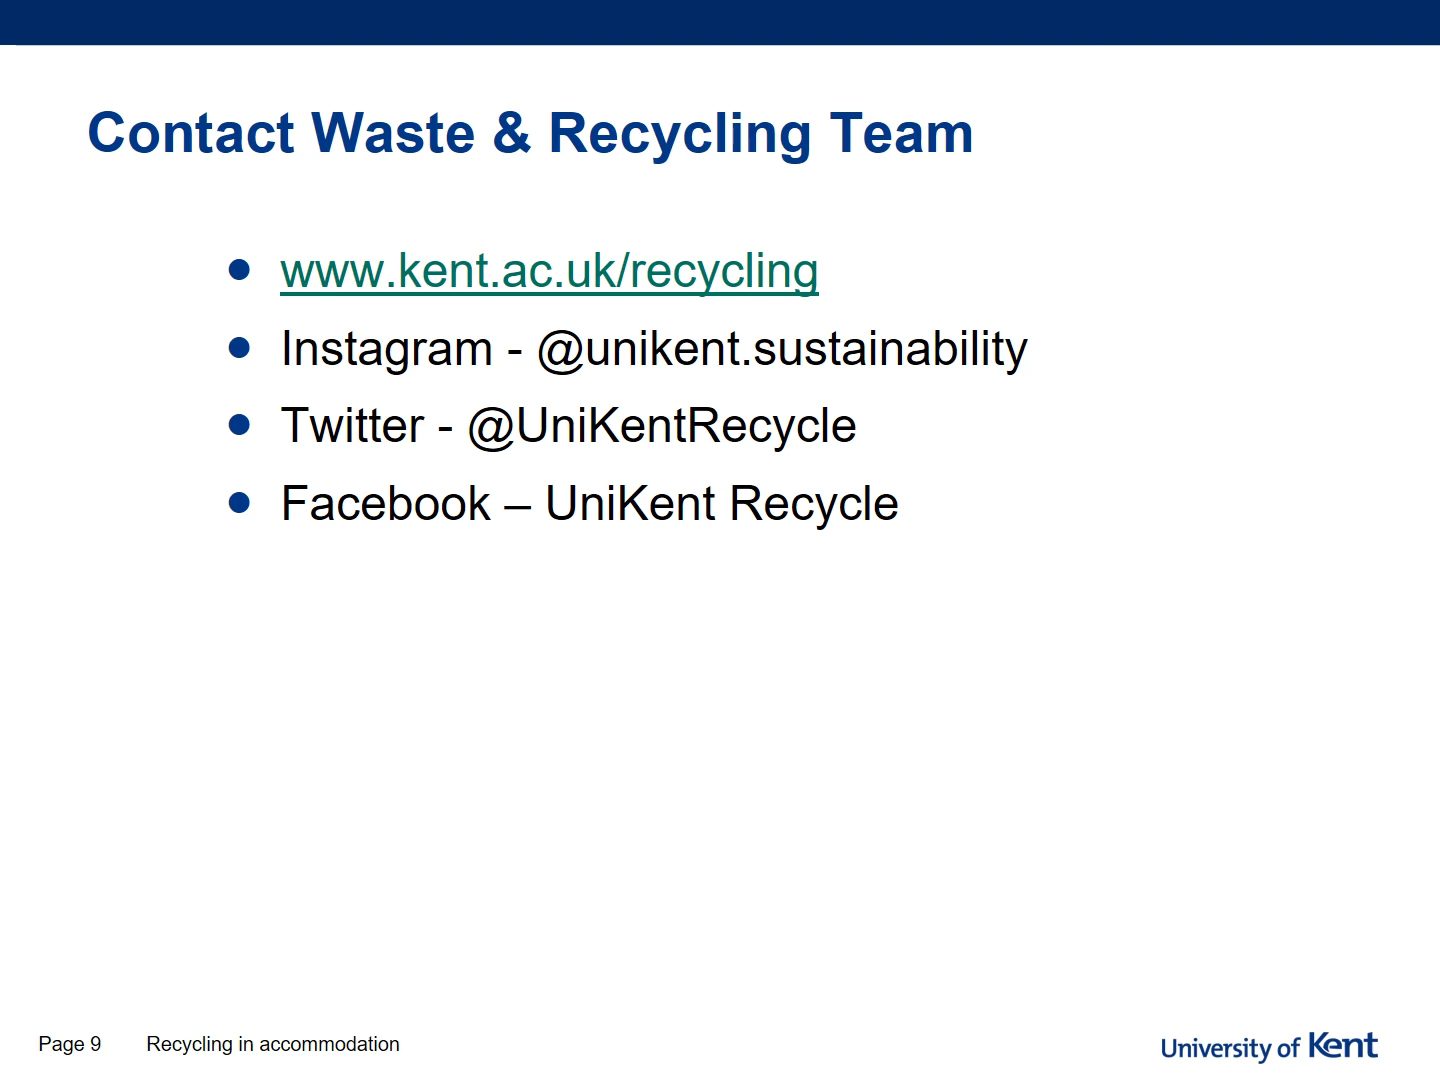 Contact Waste & Recycling Team
www.kent.ac.uk/recycling
Instagram - @unikent.sustainability
Twitter - @UniKentRecycle
Facebook – UniKent Recycle
Page 9 Recycling in accommodation
University of Kent